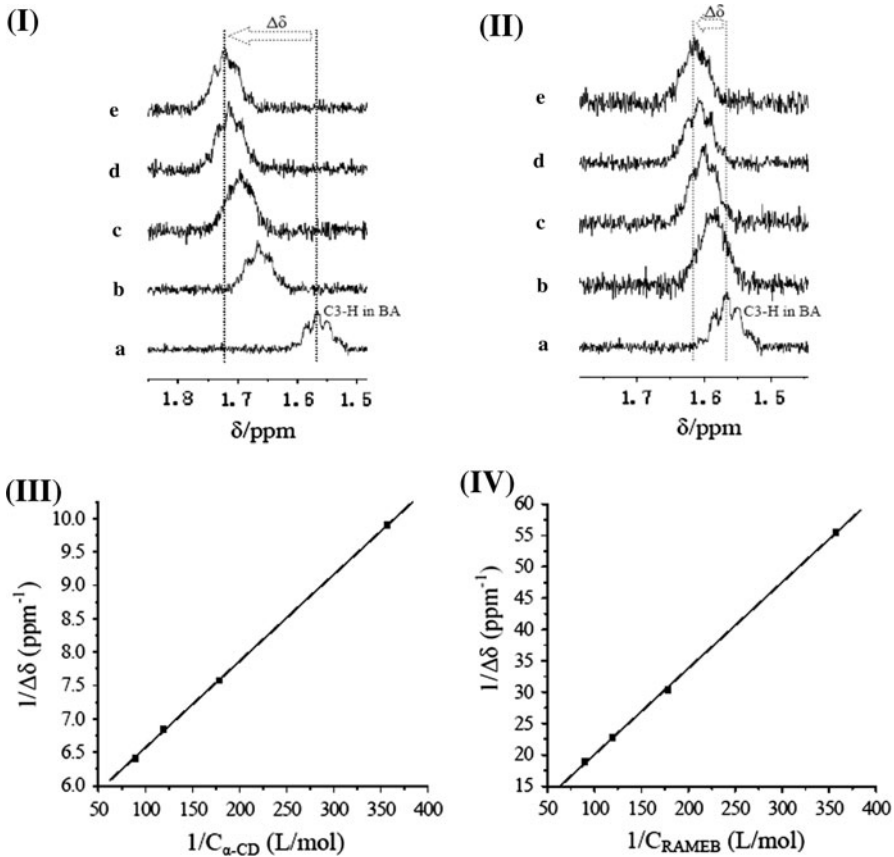 (I)
Δδ
e
d
c
b
C3-H in BA
a
1.8 1.7 1.6 1.5
δ/ppm
(II)
Δδ
e
d
c
b
C3-H in BA
a
1.7 1.6 1.5
δ/ppm
(III)
10.0
9.5
9.0
8.5
8.0
7.5
7.0
6.5
6.0
1/Δδ (ppm⁻¹)
50 100 150 200 250 300 350 400
1/Cα-CD (L/mol)
(IV)
60
55
50
45
40
35
30
25
20
15
1/Δδ (ppm⁻¹)
50 100 150 200 250 300 350 400
1/CRAMEB (L/mol)